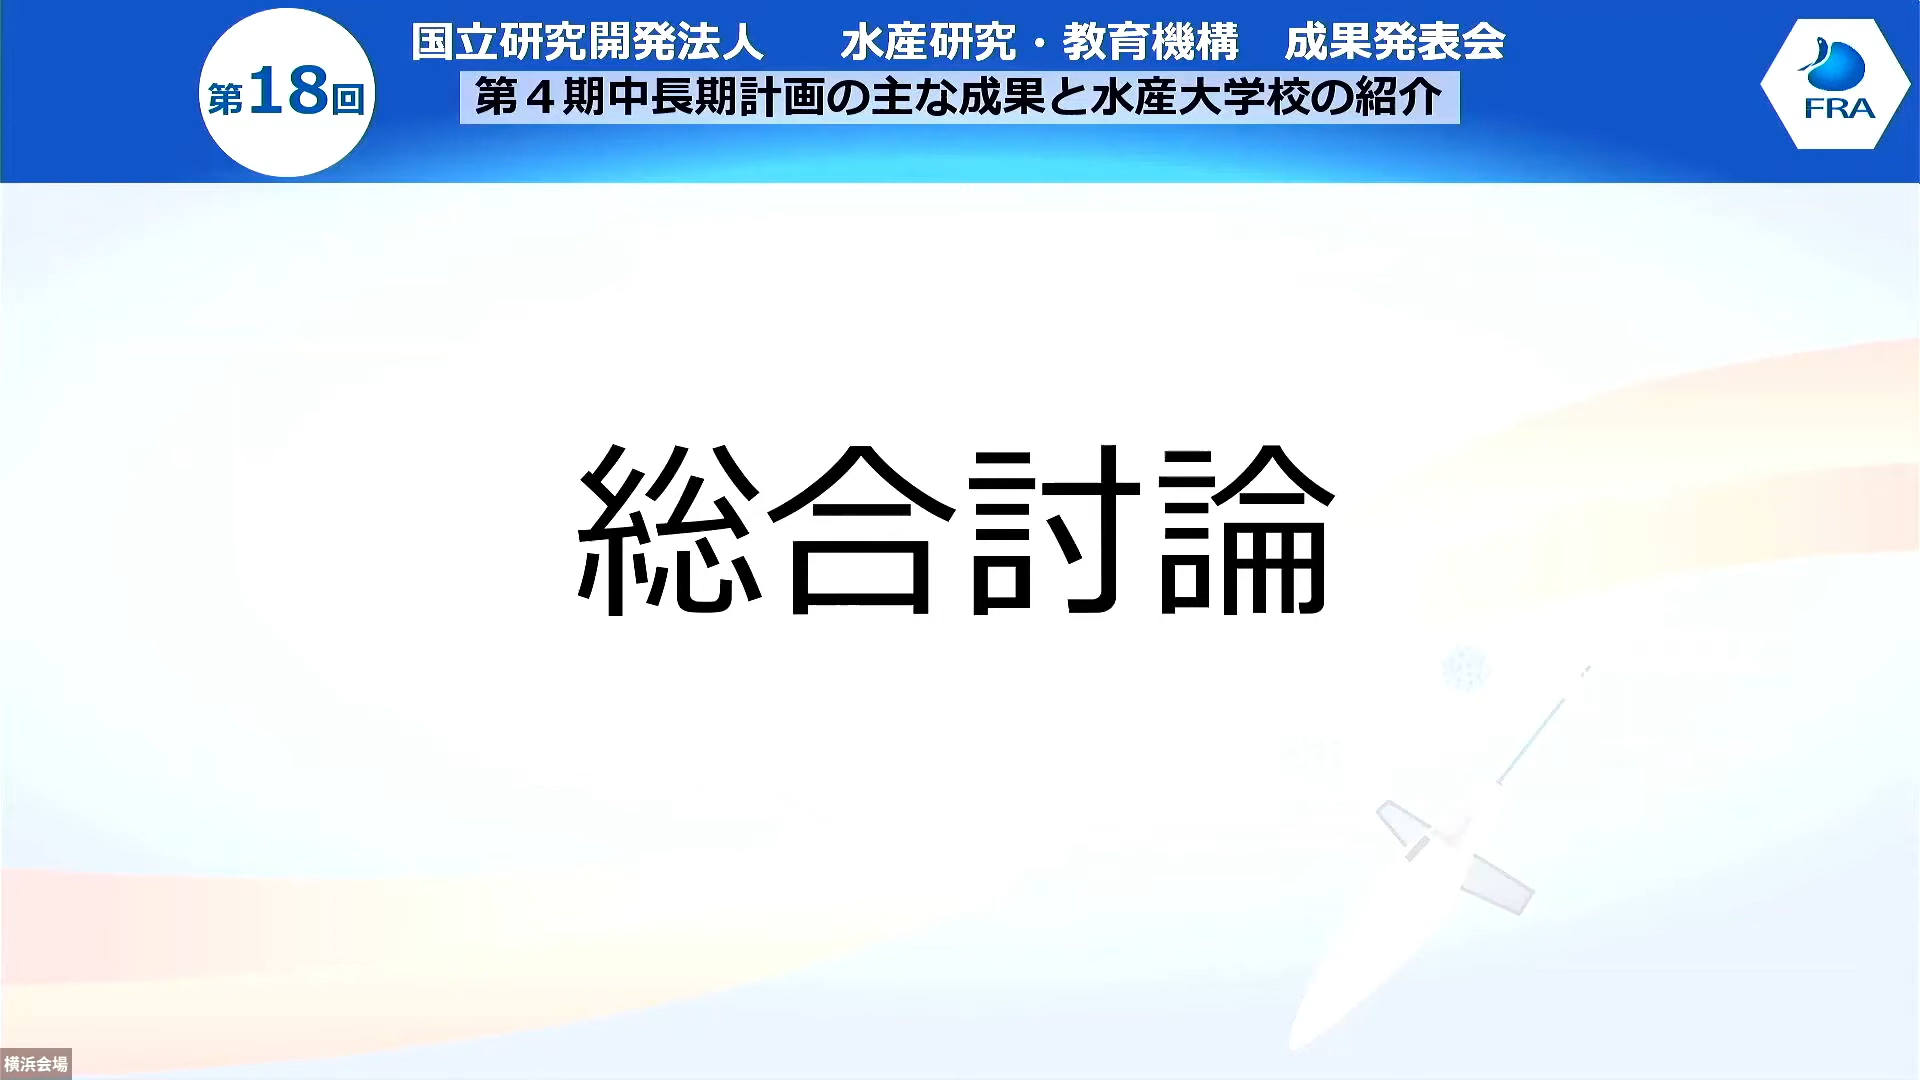 第18回
国立研究開発法人　水産研究・教育機構　成果発表会
第４期中長期計画の主な成果と水産大学校の紹介
FRA
総合討論
横浜会場